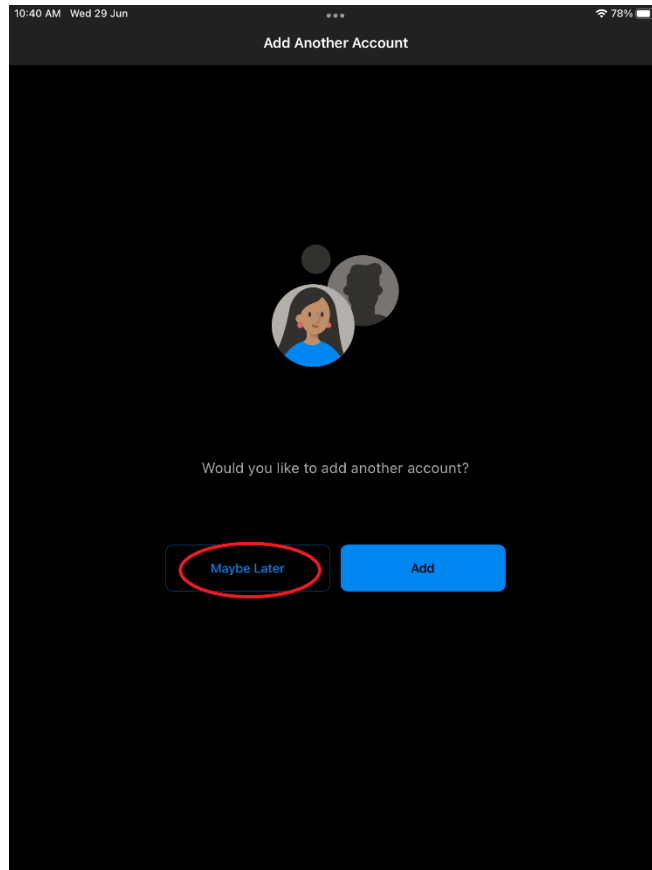 10:40 AM Wed 29 Jun
78%
Add Another Account
Would you like to add another account?
Maybe Later
Add